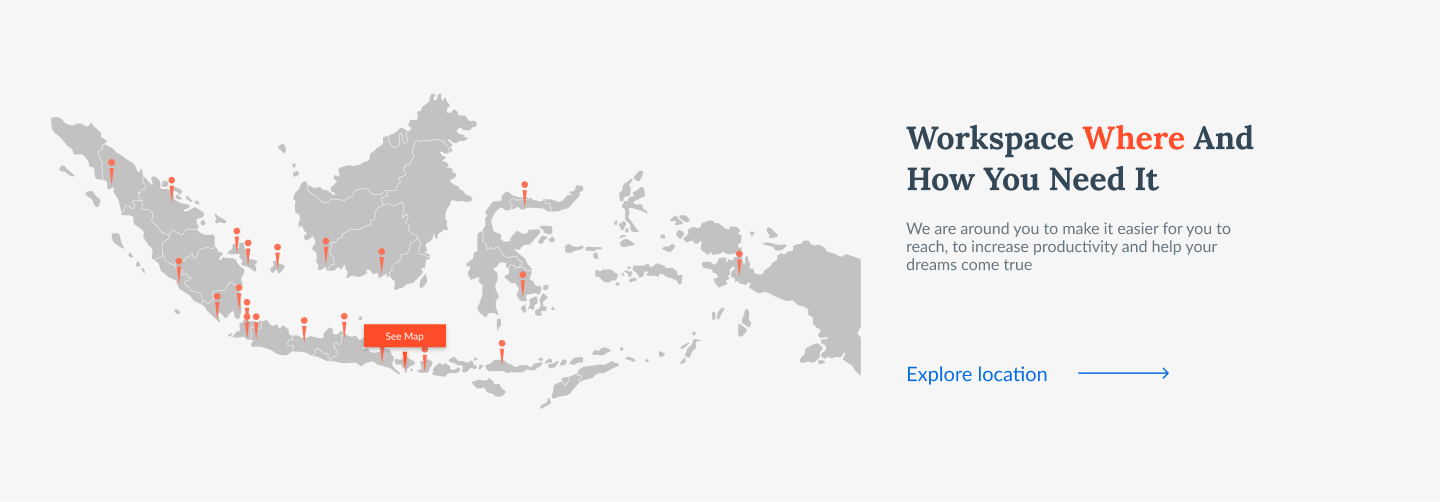 See Map
Workspace Where And
How You Need It
We are around you to make it easier for you to
reach, to increase productivity and help your
dreams come true
Explore location